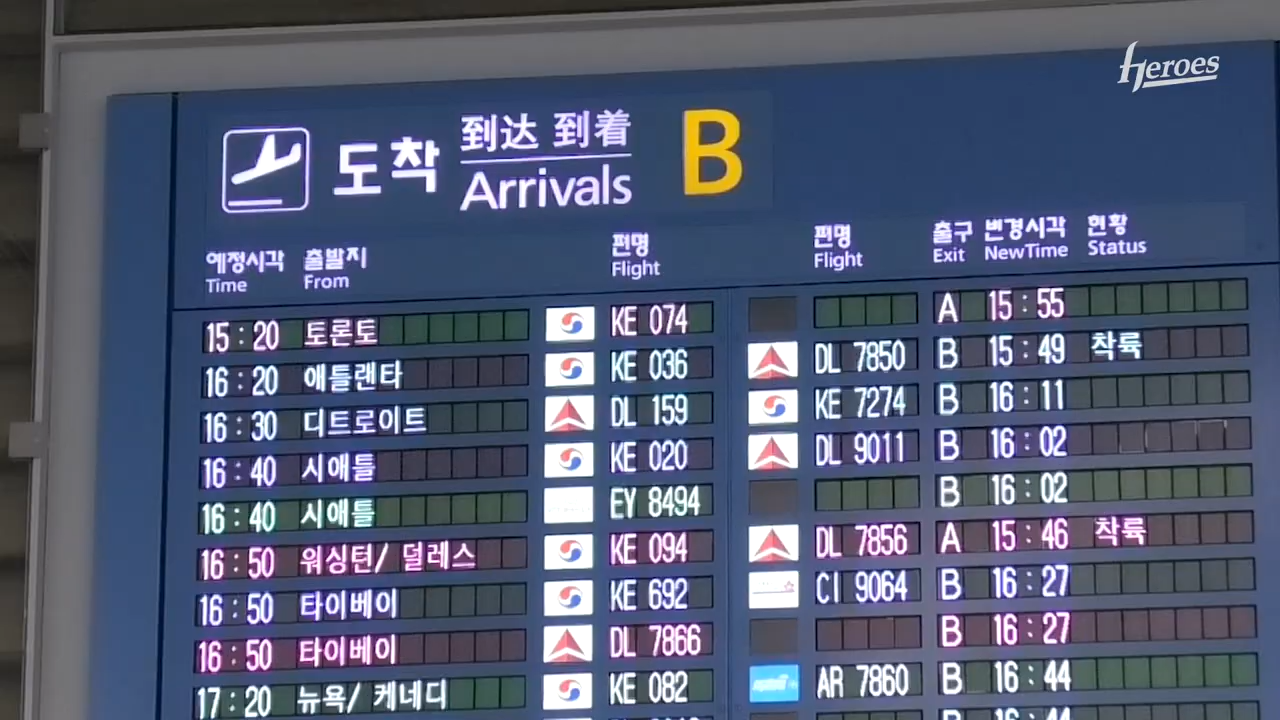 Heroes
도착 到达 到着 B
Arrivals
예정시각 출발지 편명 편명 출구 변경시각 현황
Time From Flight Flight Exit NewTime Status
15:20 토론토 KE 074 A 15:55
16:20 애틀랜타 KE 036 DL 7850 B 15:49 착륙
16:30 디트로이트 DL 159 KE 7274 B 16:11
16:40 시애틀 KE 020 DL 9011 B 16:02
16:40 시애틀 EY 8494 B 16:02
16:50 워싱턴/ 덜레스 KE 094 DL 7856 A 15:46 착륙
16:50 타이베이 KE 692 CI 9064 B 16:27
16:50 타이베이 DL 7866 B 16:27
17:20 뉴욕/ 케네디 KE 082 AR 7860 B 16:44
16:44